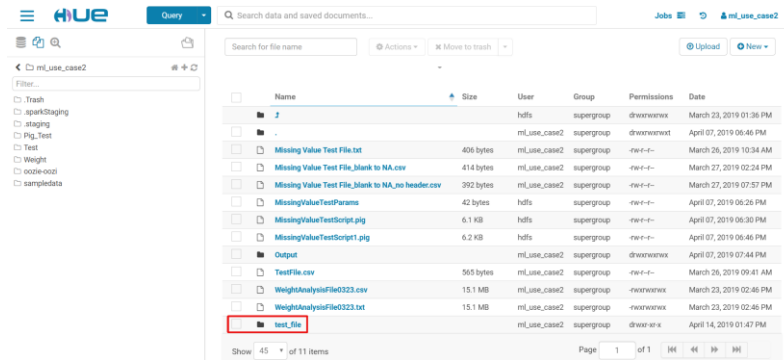 HUE
Query
Search data and saved documents...
Jobs
ml_use_case2
ml_use_case2
Filter...
.Trash
.sparkStaging
.staging
Pig_Test
Test
Weight
oozie-oozi
sampledata
Search for file name
Actions
Move to trash
Upload
New
Name Size User Group Permissions Date
hdfs supergroup drwxrwxrwx March 23, 2019 01:36 PM
. ml_use_case2 supergroup drwxrwxrwxt April 07, 2019 06:46 PM
Missing Value Test File.txt 406 bytes ml_use_case2 supergroup -rw-r--r-- March 26, 2019 10:34 AM
Missing Value Test File_blank to NA.csv 414 bytes ml_use_case2 supergroup -rw-r--r-- March 27, 2019 02:24 PM
Missing Value Test File_blank to NA_no header.csv 392 bytes ml_use_case2 supergroup -rw-r--r-- March 27, 2019 07:57 PM
MissingValueTestParams 42 bytes hdfs supergroup -rw-r--r-- April 07, 2019 06:26 PM
MissingValueTestScript.pig 6.1 KB hdfs supergroup -rw-r--r-- April 07, 2019 06:30 PM
MissingValueTestScript1.pig 6.2 KB hdfs supergroup -rw-r--r-- April 07, 2019 06:46 PM
Output ml_use_case2 supergroup drwxrwxrwx April 07, 2019 07:44 PM
TestFile.csv 565 bytes ml_use_case2 supergroup -rw-r--r-- March 26, 2019 09:41 AM
WeightAnalysisFile0323.csv 15.1 MB ml_use_case2 supergroup -rwxrwxrwx March 23, 2019 02:46 PM
WeightAnalysisFile0323.txt 15.1 MB ml_use_case2 supergroup -rwxrwxrwx March 23, 2019 02:46 PM
test_file ml_use_case2 supergroup drwxr-xr-x April 14, 2019 01:47 PM
Show 45 of 11 items Page 1 of 1